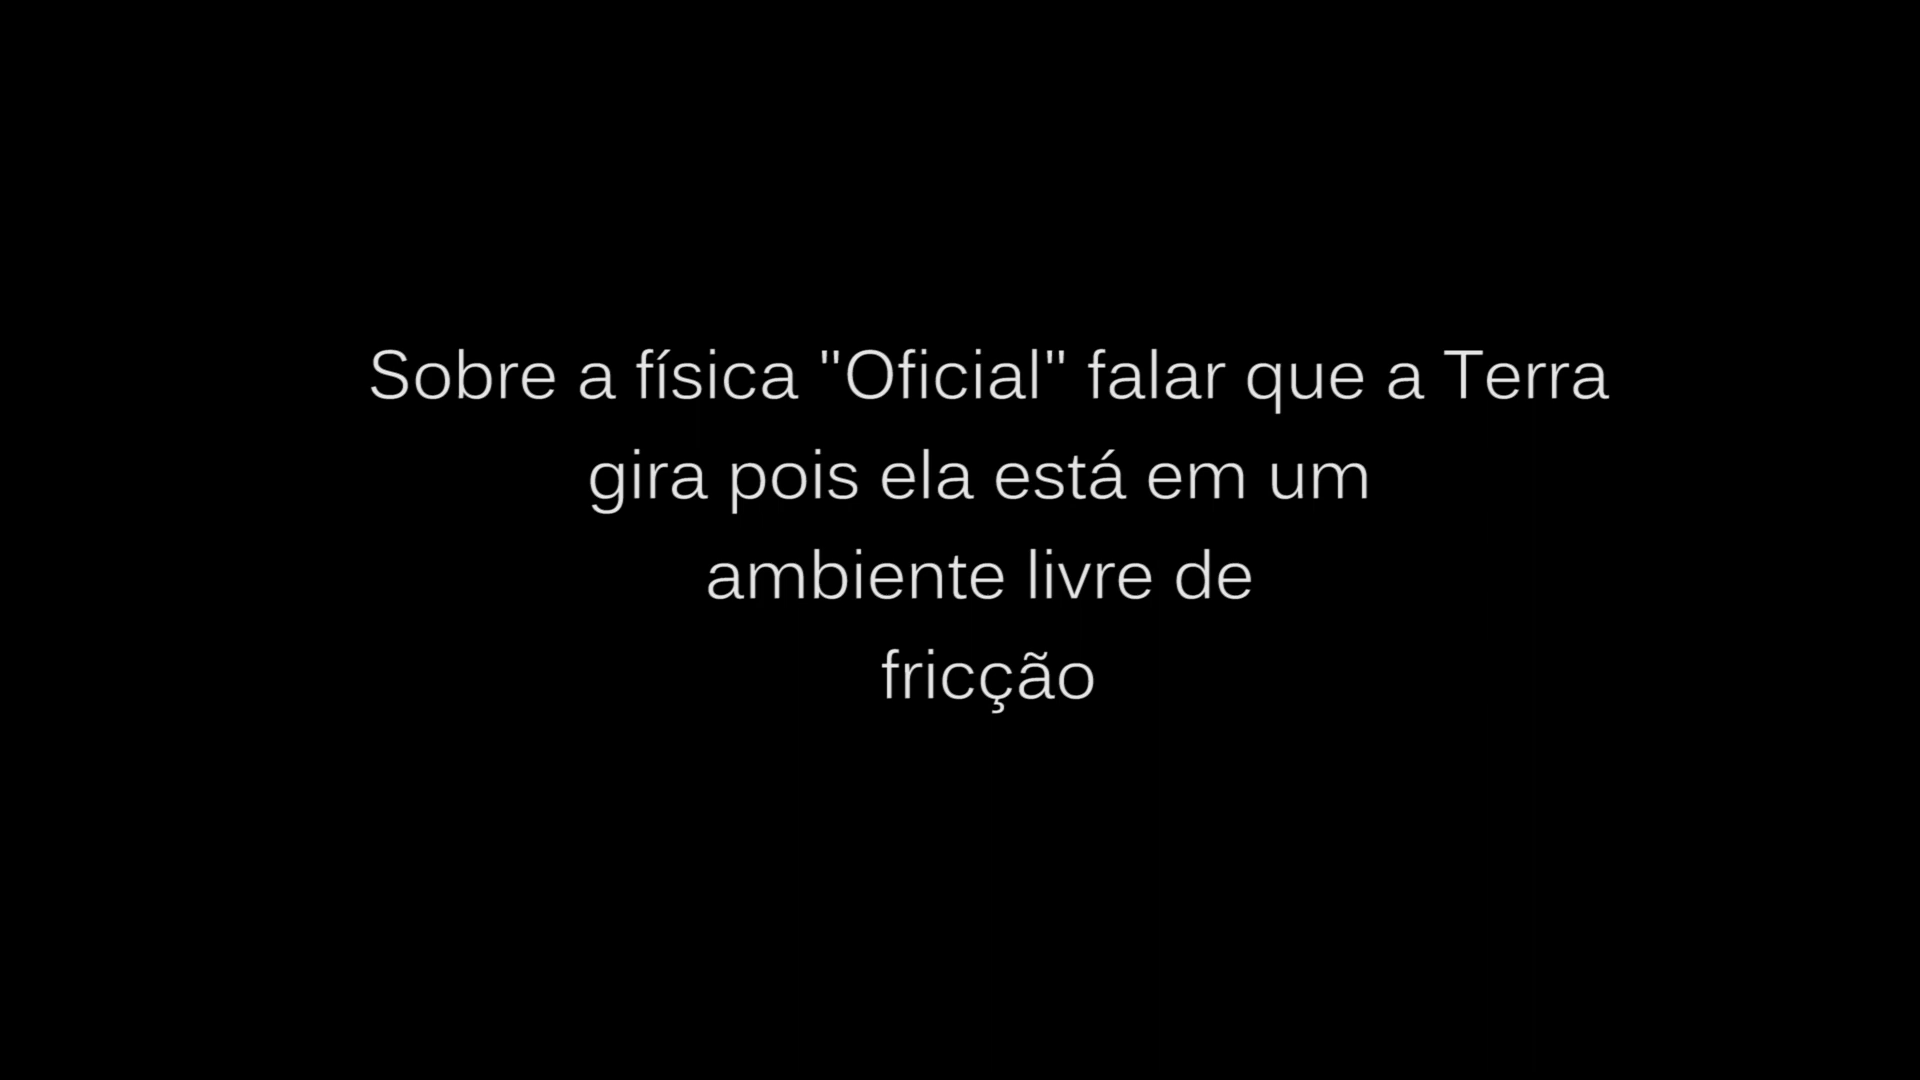 Sobre a física "Oficial" falar que a Terra
gira pois ela está em um
ambiente livre de
fricção